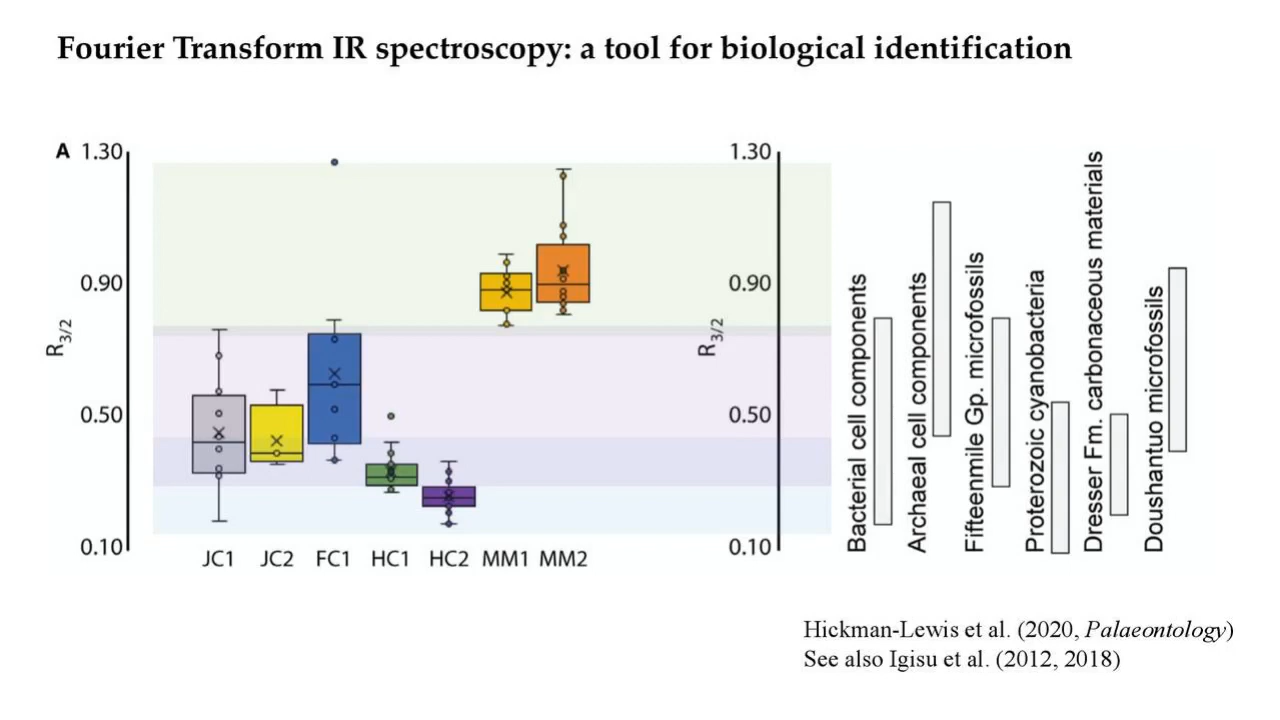 Fourier Transform IR spectroscopy: a tool for biological identification
A
1.30
0.90
0.50
0.10
R3/2
JC1 JC2 FC1 HC1 HC2 MM1 MM2
1.30
0.90
0.50
0.10
R3/2
Bacterial cell components
Archaeal cell components
Fifteenmile Gp. microfossils
Proterozoic cyanobacteria
Dresser Fm. carbonaceous materials
Doushantuo microfossils
Hickman-Lewis et al. (2020, Palaeontology)
See also Igisu et al. (2012, 2018)